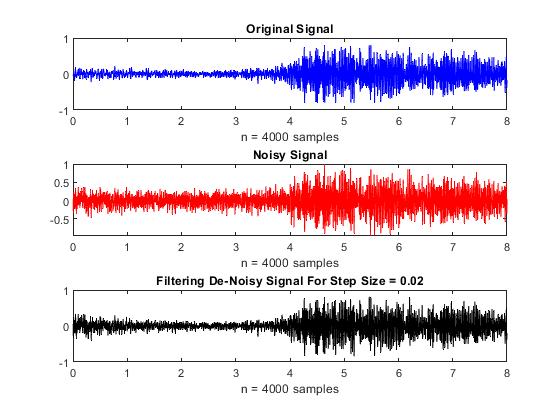 Original Signal
1
0
-1
0 1 2 3 4 5 6 7 8
n = 4000 samples
Noisy Signal
1
0.5
0
-0.5
0 1 2 3 4 5 6 7 8
n = 4000 samples
Filtering De-Noisy Signal For Step Size = 0.02
1
0
-1
0 1 2 3 4 5 6 7 8
n = 4000 samples